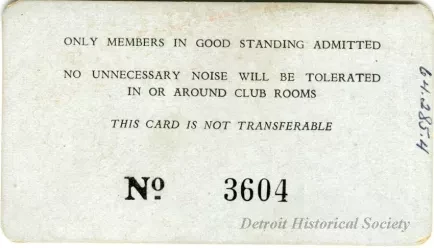 ONLY MEMBERS IN GOOD STANDING ADMITTED
NO UNNECESSARY NOISE WILL BE TOLERATED
IN OR AROUND CLUB ROOMS
THIS CARD IS NOT TRANSFERABLE
No. 3604
Detroit Historical Society
64.285.4